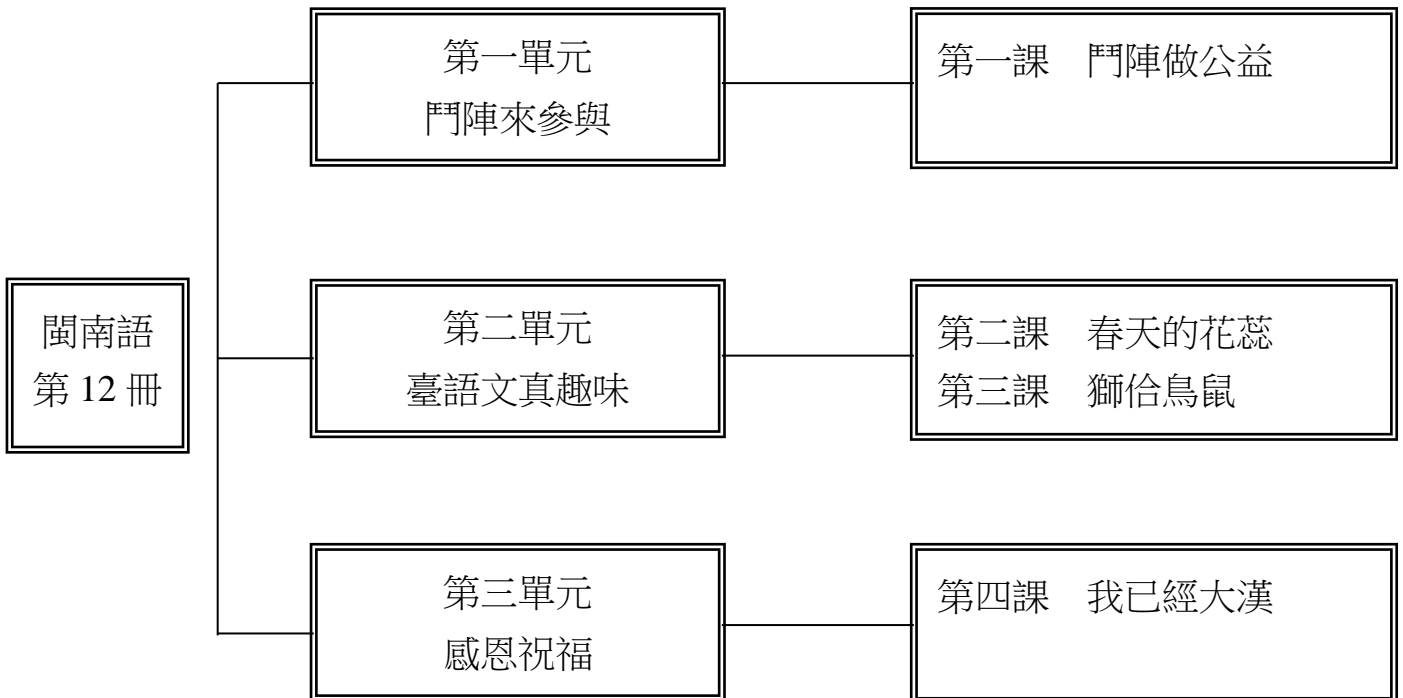 閩南語
第 12 冊
第一單元
鬥陣來參與
第一課　鬥陣做公益
第二單元
臺語文真趣味
第二課　春天的花蕊
第三課　獅佮鳥鼠
第三單元
感恩祝福
第四課　我已經大漢